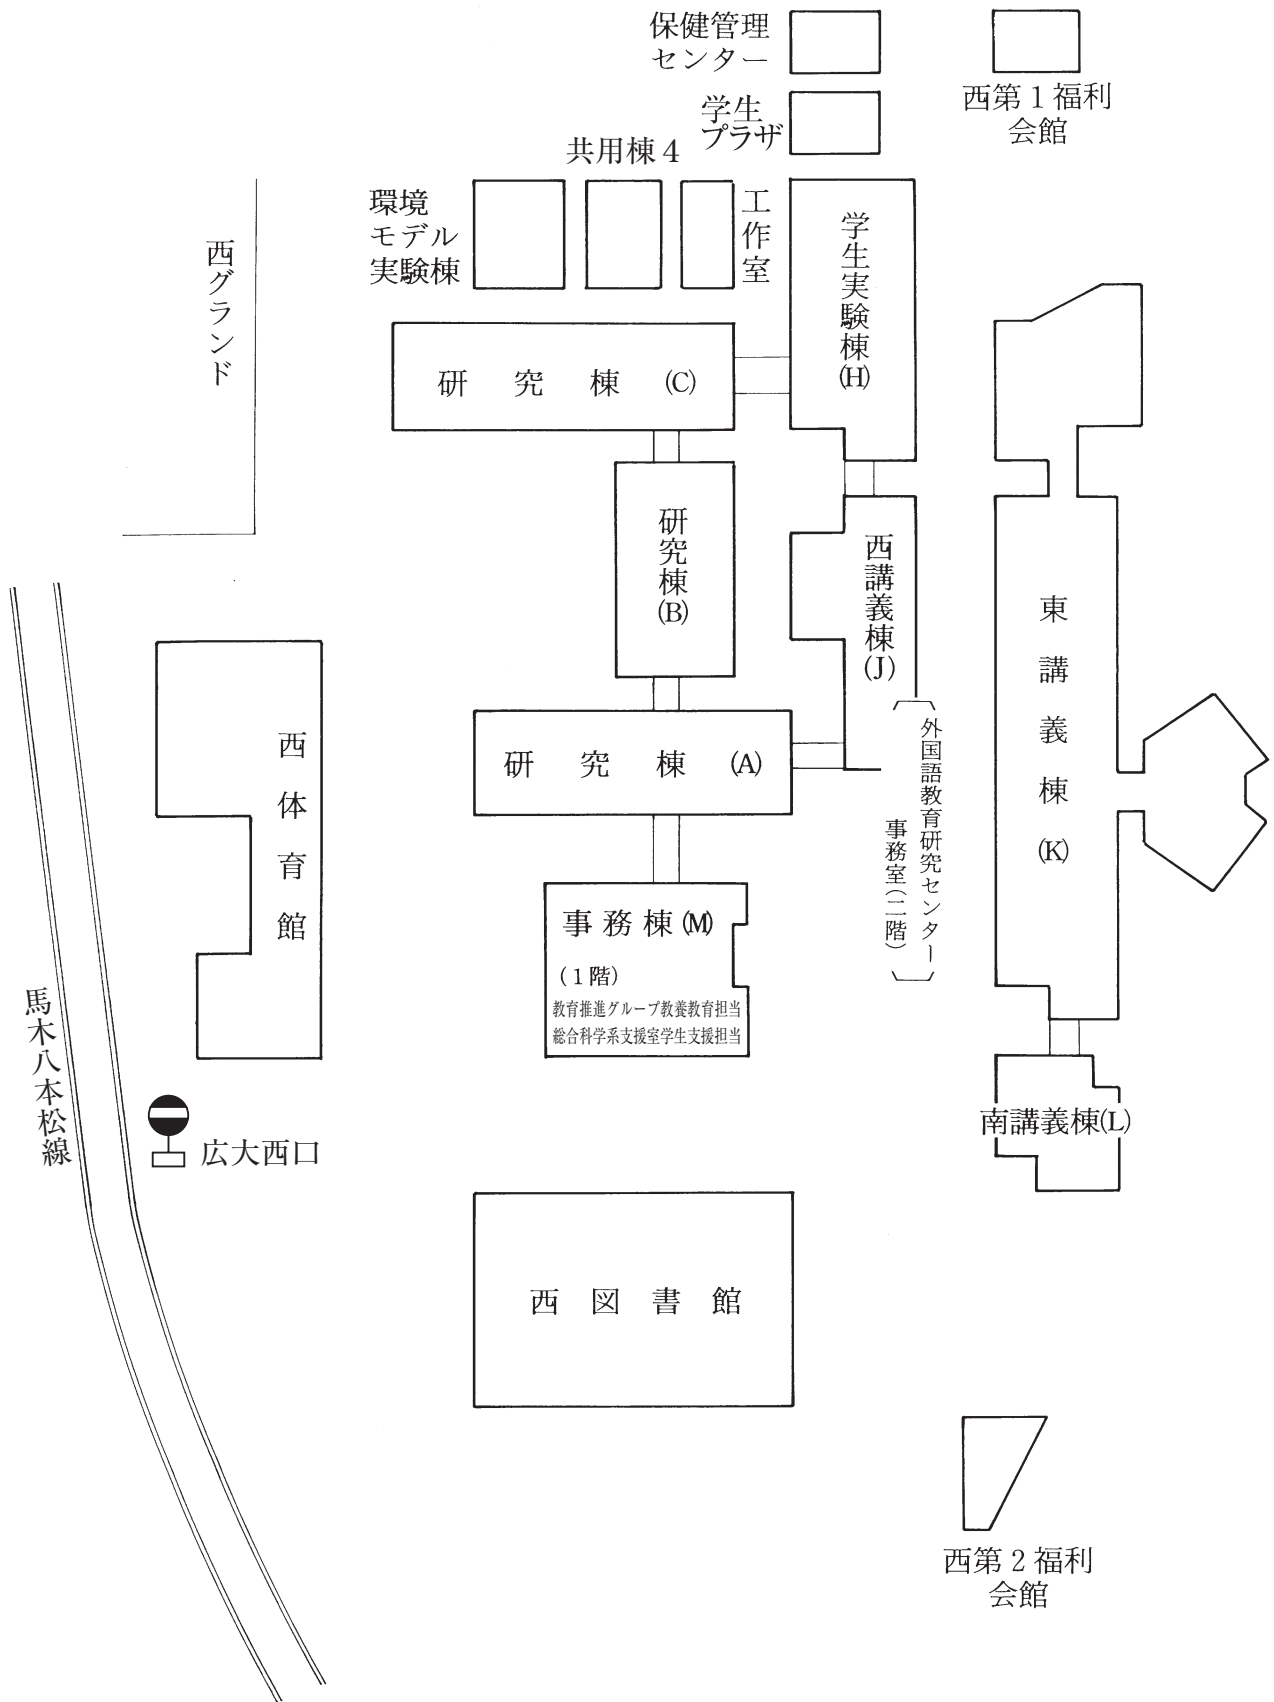 保健管理
センター
西第1福利
会館
学生
プラザ
共用棟4
環境
モデル
実験棟
工作室
学生実験棟(H)
西グランド
研究棟(C)
研究棟(B)
西講義棟(J)
外国語教育研究センター
事務室(二階)
東講義棟(K)
研究棟(A)
西体育館
事務棟(M)
(1階)
教育推進グループ教養教育担当
総合科学系支援室学生支援担当
馬木八本松線
広大西口
南講義棟(L)
西図書館
西第2福利
会館